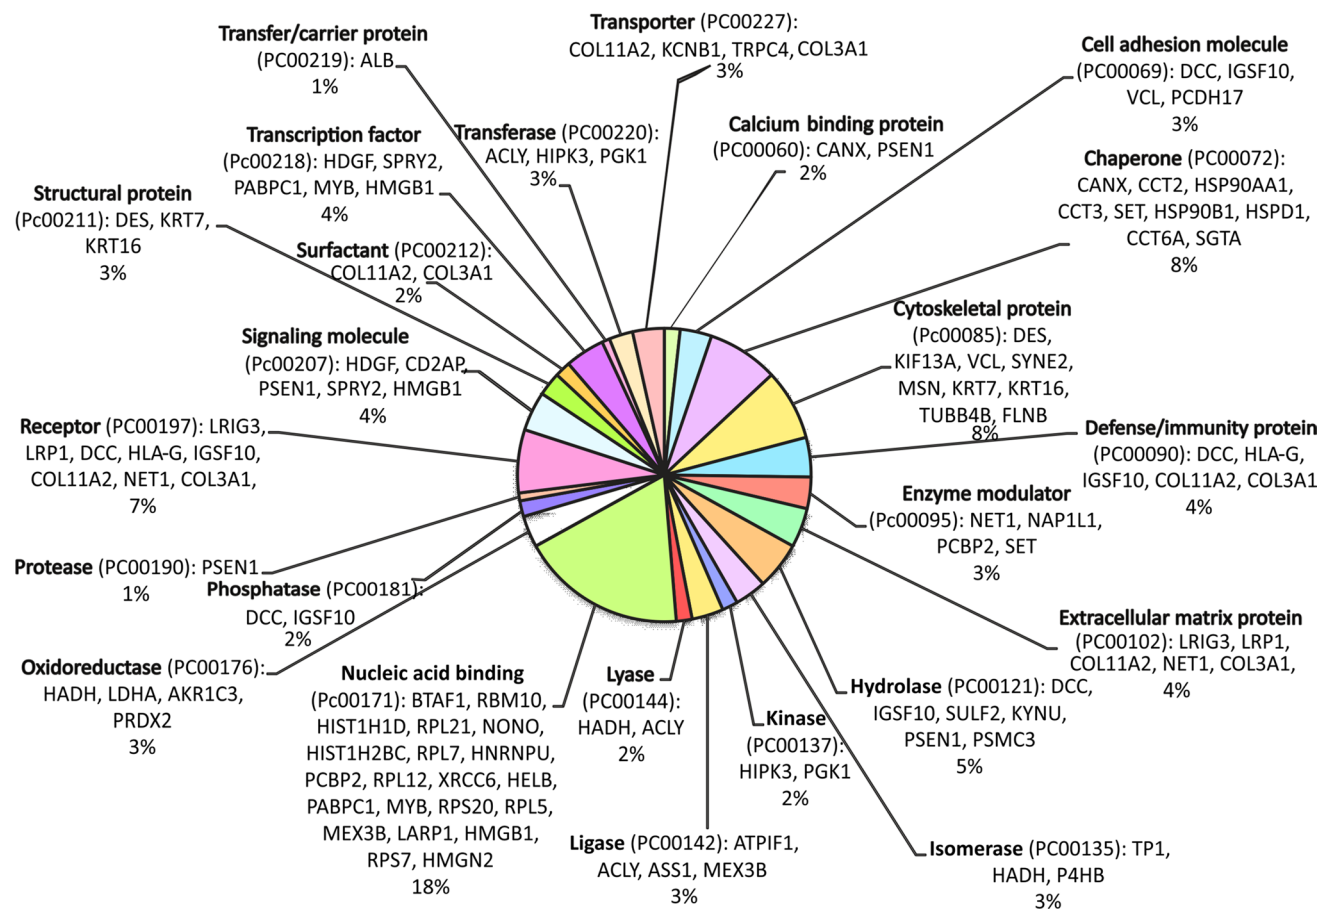 Transporter (PC00227):
COL11A2, KCNB1, TRPC4, COL3A1
3%
Transfer/carrier protein
(PC00219): ALB
1%
Cell adhesion molecule
(PC00069): DCC, IGSF10,
VCL, PCDH17
3%
Transcription factor
(Pc00218): HDGF, SPRY2,
PABPC1, MYB, HMGB1
4%
Transferase (PC00220):
ACLY, HIPK3, PGK1
3%
Calcium binding protein
(PC00060): CANX, PSEN1
2%
Chaperone (PC00072):
CANX, CCT2, HSP90AA1,
CCT3, SET, HSP90B1, HSPD1,
CCT6A, SGTA
8%
Structural protein
(Pc00211): DES, KRT7,
KRT16
3%
Surfactant (PC00212):
COL11A2, COL3A1
2%
Cytoskeletal protein
(Pc00085): DES,
KIF13A, VCL, SYNE2,
MSN, KRT7, KRT16,
TUBB4B, FLNB
8%
Signaling molecule
(Pc00207): HDGF, CD2AP,
PSEN1, SPRY2, HMGB1
4%
Receptor (PC00197): LRIG3,
LRP1, DCC, HLA-G, IGSF10,
COL11A2, NET1, COL3A1,
7%
Defense/immunity protein
(PC00090): DCC, HLA-G,
IGSF10, COL11A2, COL3A1
4%
Enzyme modulator
(Pc00095): NET1, NAP1L1,
PCBP2, SET
3%
Protease (PC00190): PSEN1
1%
Phosphatase (PC00181):
DCC, IGSF10
2%
Extracellular matrix protein
(PC00102): LRIG3, LRP1,
COL11A2, NET1, COL3A1,
4%
Oxidoreductase (PC00176):
HADH, LDHA, AKR1C3,
PRDX2
3%
Nucleic acid binding
(Pc00171): BTAF1, RBM10,
HIST1H1D, RPL21, NONO,
HIST1H2BC, RPL7, HNRNPU,
PCBP2, RPL12, XRCC6, HELB,
PABPC1, MYB, RPS20, RPL5,
MEX3B, LARP1, HMGB1,
RPS7, HMGN2
18%
Lyase
(PC00144):
HADH, ACLY
2%
Kinase
(PC00137):
HIPK3, PGK1
2%
Hydrolase (PC00121): DCC,
IGSF10, SULF2, KYNU,
PSEN1, PSMC3
5%
Ligase (PC00142): ATPIF1,
ACLY, ASS1, MEX3B
3%
Isomerase (PC00135): TP1,
HADH, P4HB
3%